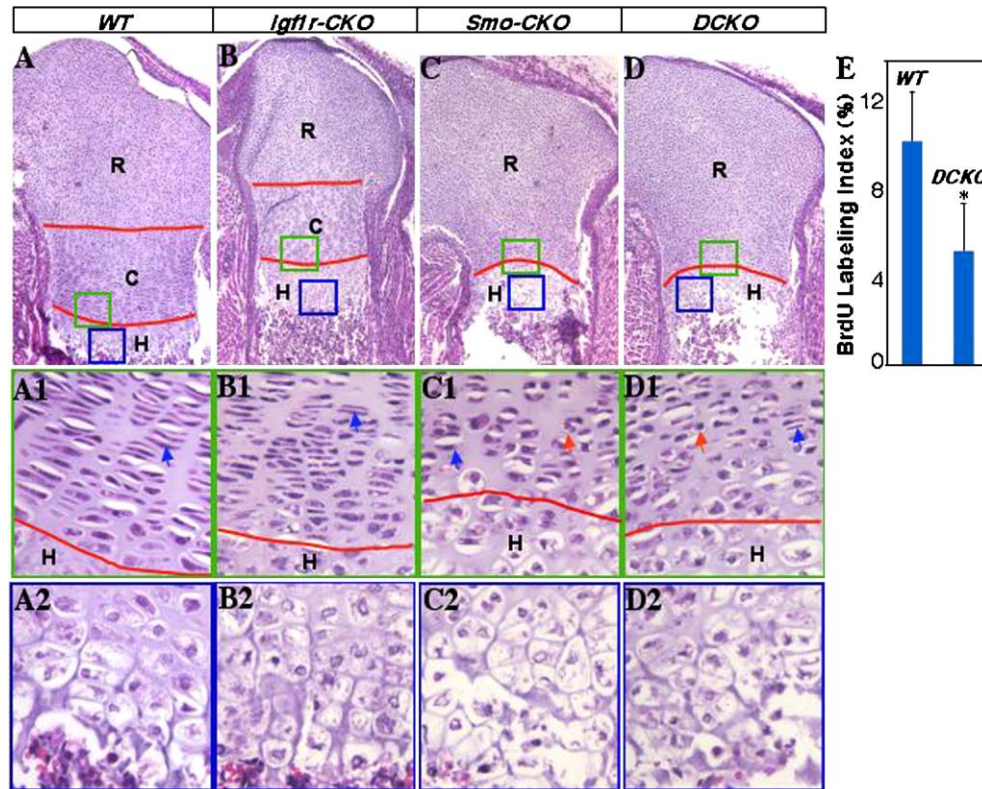 WT Igf1r-CKO Smo-CKO DCKO
A B C D E
R R R R
C C
H H H H
BrdU Labeling Index (%)
12
8
4
0
WT
DCKO
*
A1 B1 C1 D1
H H H H
A2 B2 C2 D2